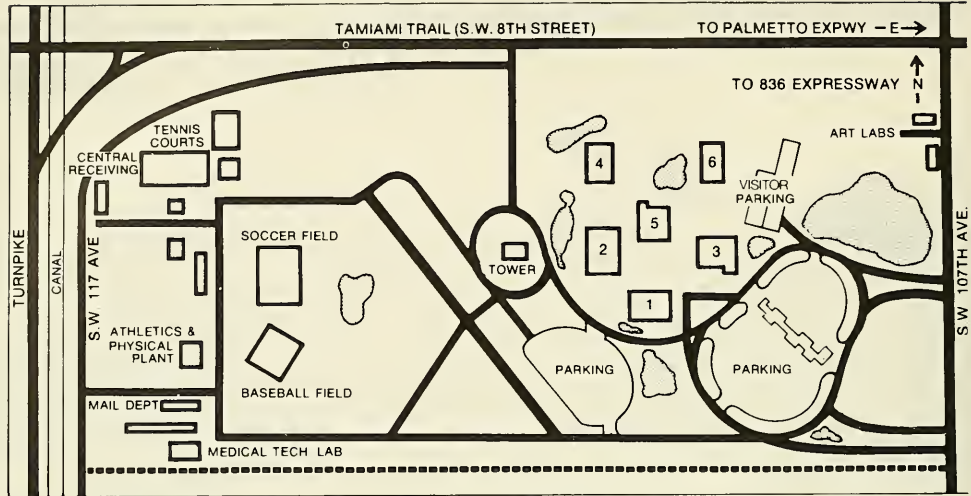 TAMIAMI TRAIL (S.W. 8TH STREET)
TO PALMETTO EXPWY – E
TO 836 EXPRESSWAY
N
ART LABS
TENNIS
COURTS
CENTRAL
RECEIVING
4
6
VISITOR
PARKING
5
SOCCER FIELD
2
3
TOWER
TURNPIKE
CANAL
S.W. 117 AVE
S.W. 107TH AVE.
1
ATHLETICS &
PHYSICAL
PLANT
PARKING
PARKING
BASEBALL FIELD
MAIL DEPT
MEDICAL TECH LAB